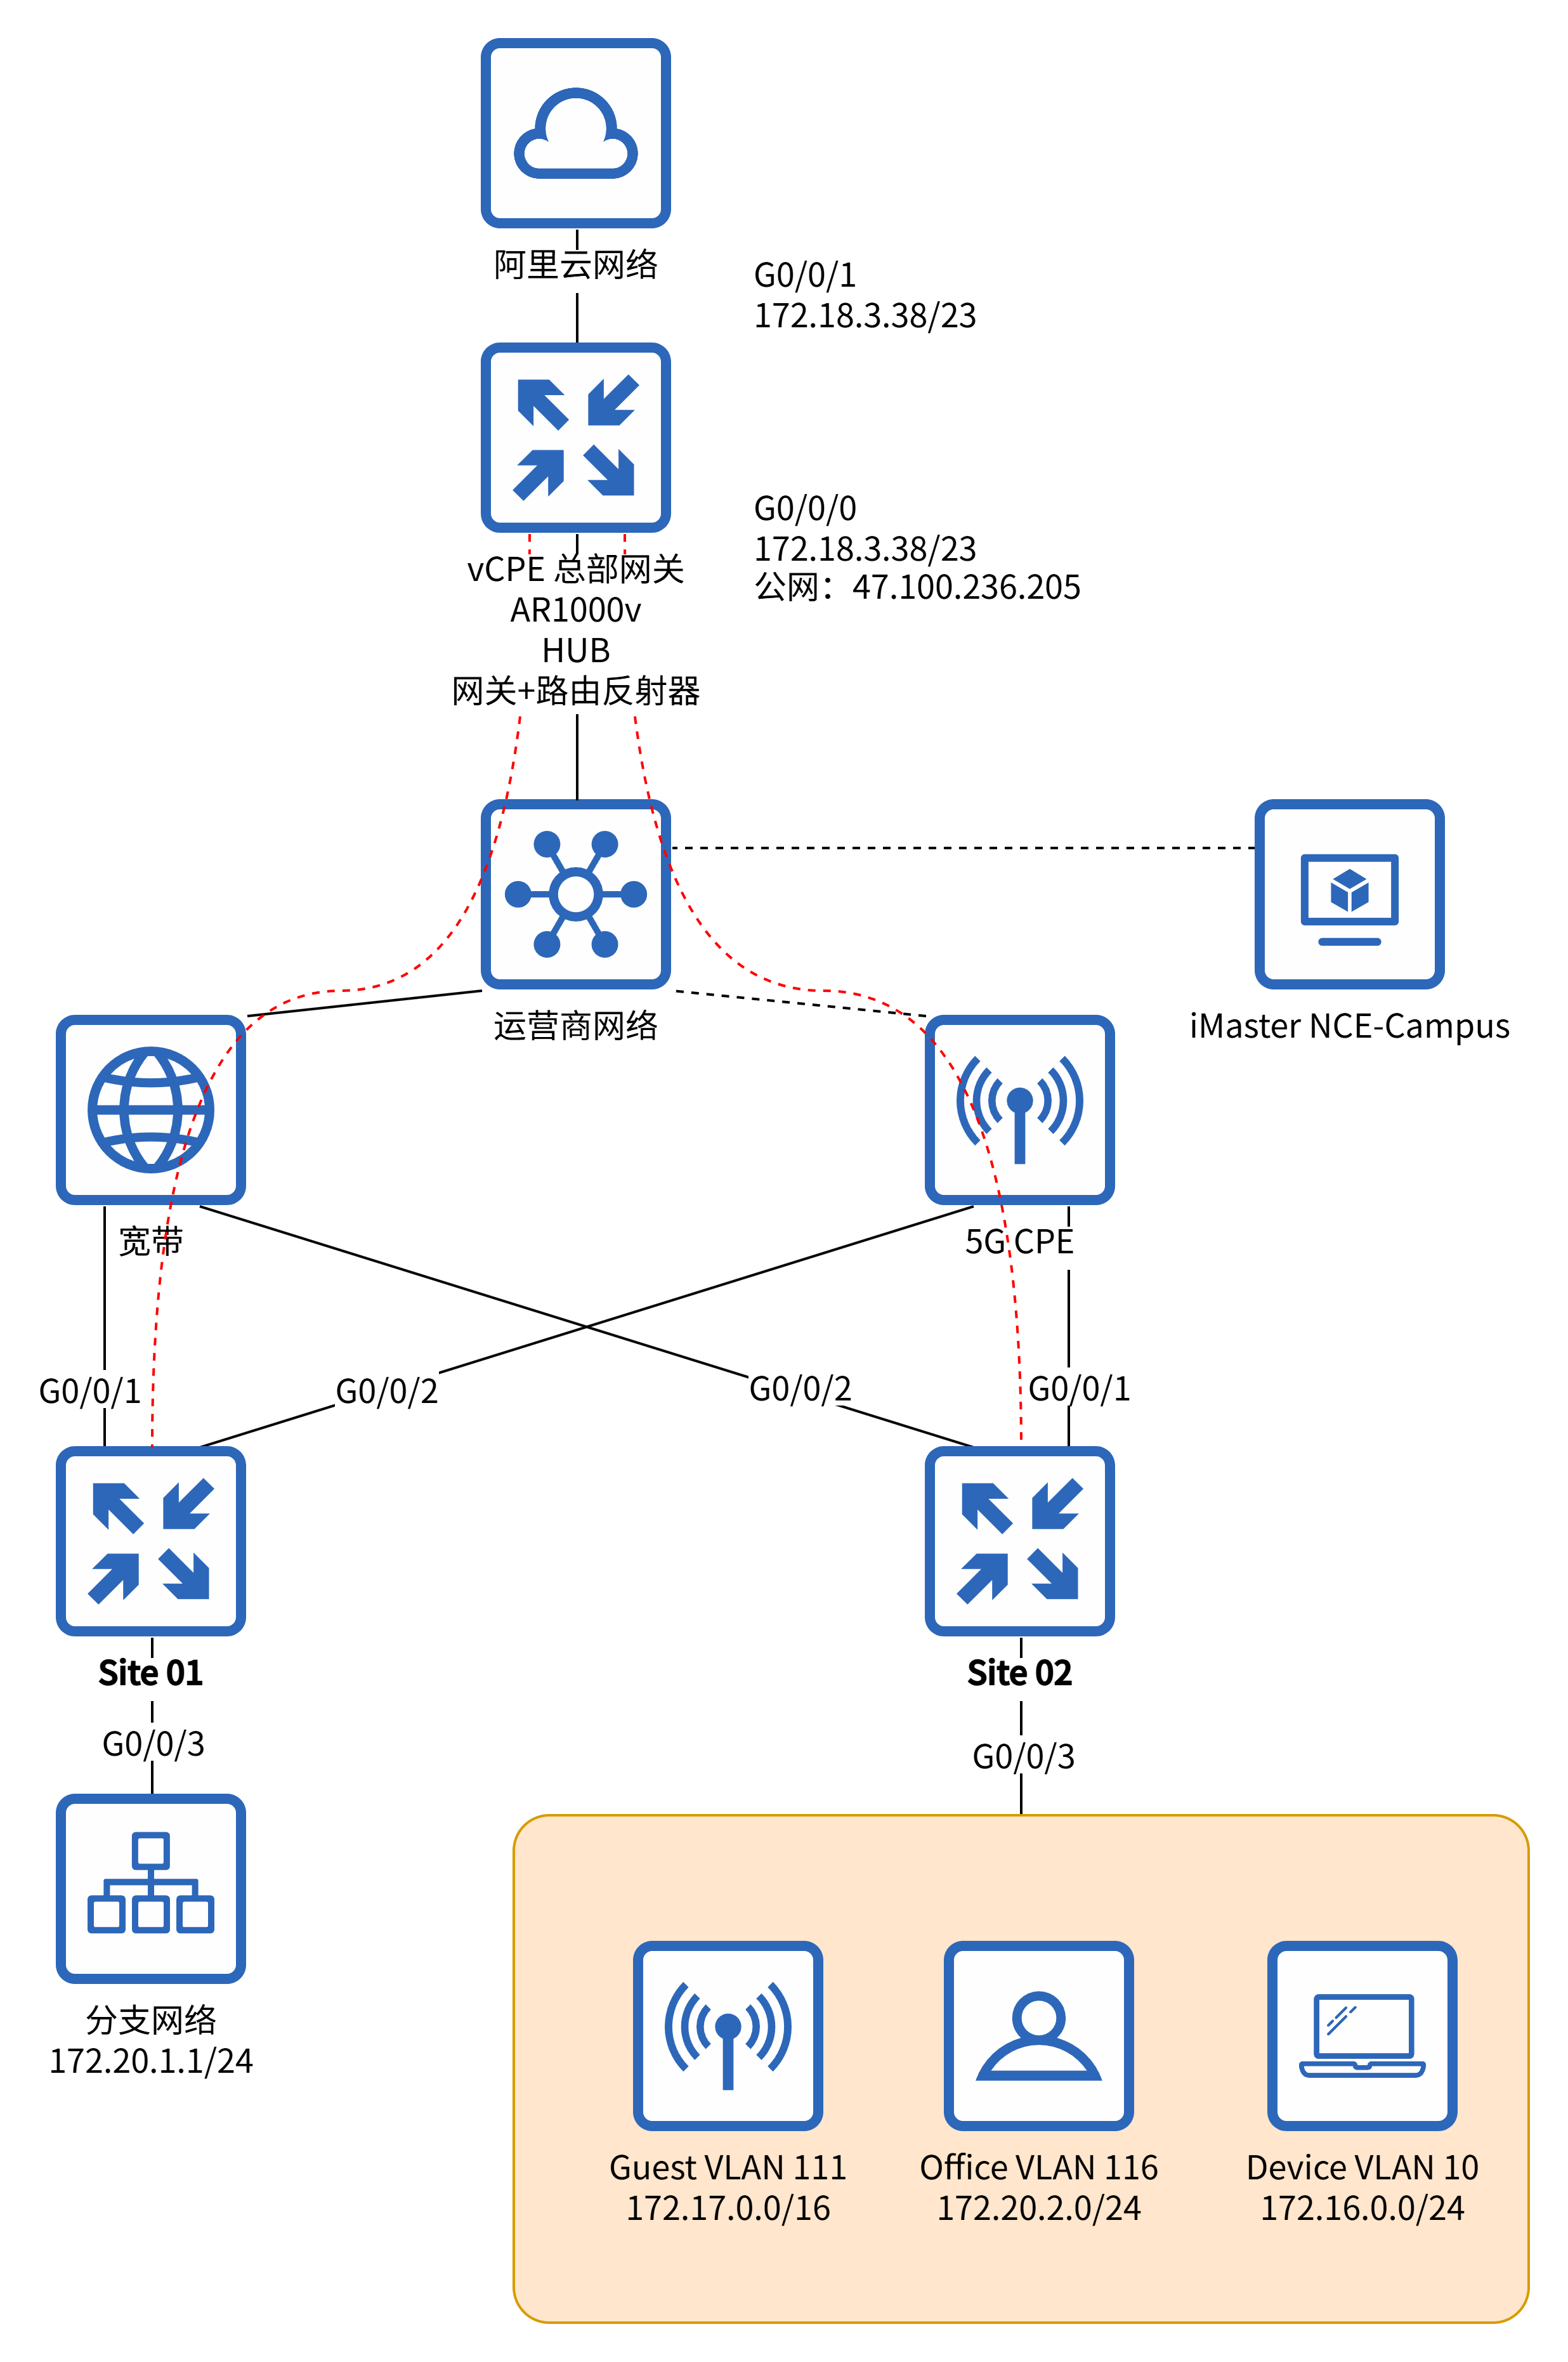 阿里云网络
G0/0/1
172.18.3.38/23
G0/0/0
172.18.3.38/23
公网：47.100.236.205
vCPE 总部网关
AR1000v
HUB
网关+路由反射器
运营商网络
iMaster NCE-Campus
宽带
5G CPE
G0/0/1
G0/0/2
G0/0/2
G0/0/1
Site 01
Site 02
G0/0/3
G0/0/3
分支网络
172.20.1.1/24
Guest VLAN 111
172.17.0.0/16
Office VLAN 116
172.20.2.0/24
Device VLAN 10
172.16.0.0/24